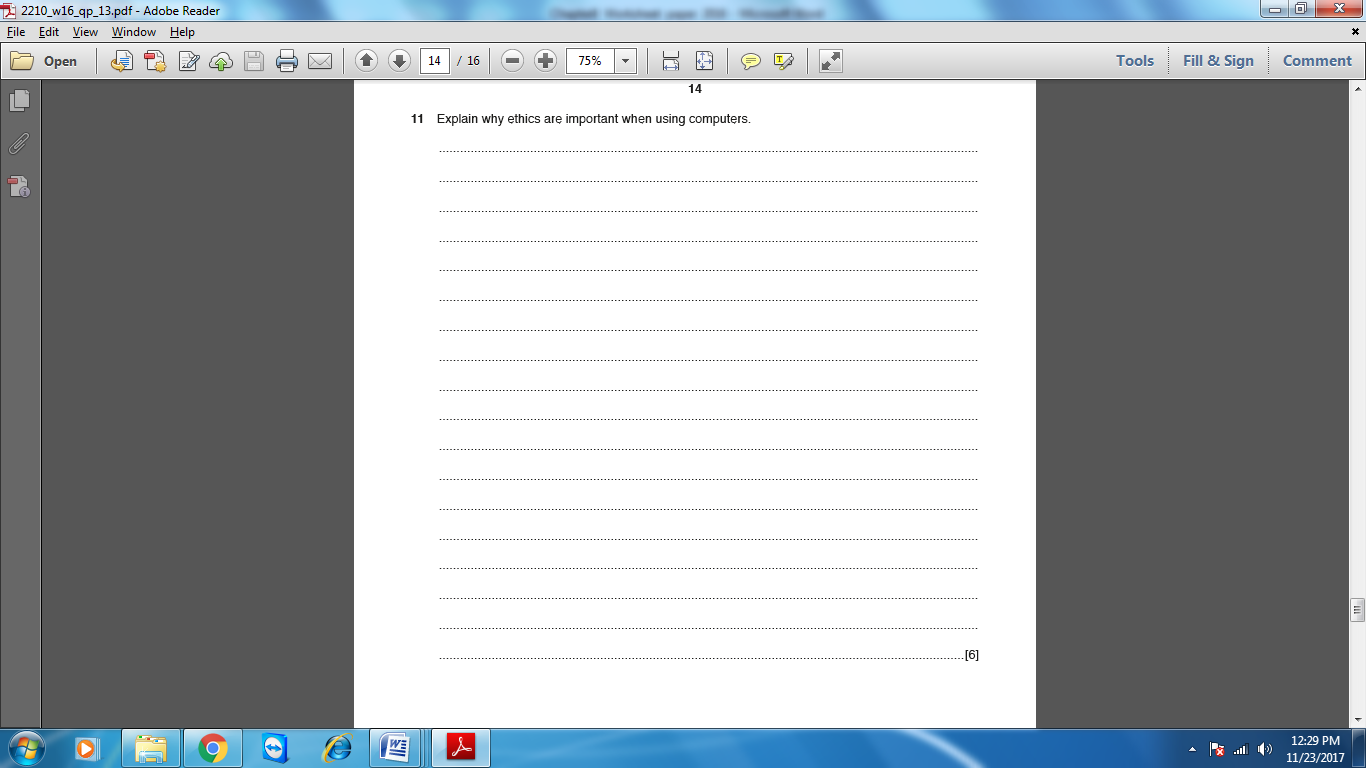 2210_w16_qp_13.pdf - Adobe Reader
File Edit View Window Help
Open 14 / 16 75% Tools Fill & Sign Comment
14
11 Explain why ethics are important when using computers.
[6]
12:29 PM
11/23/2017